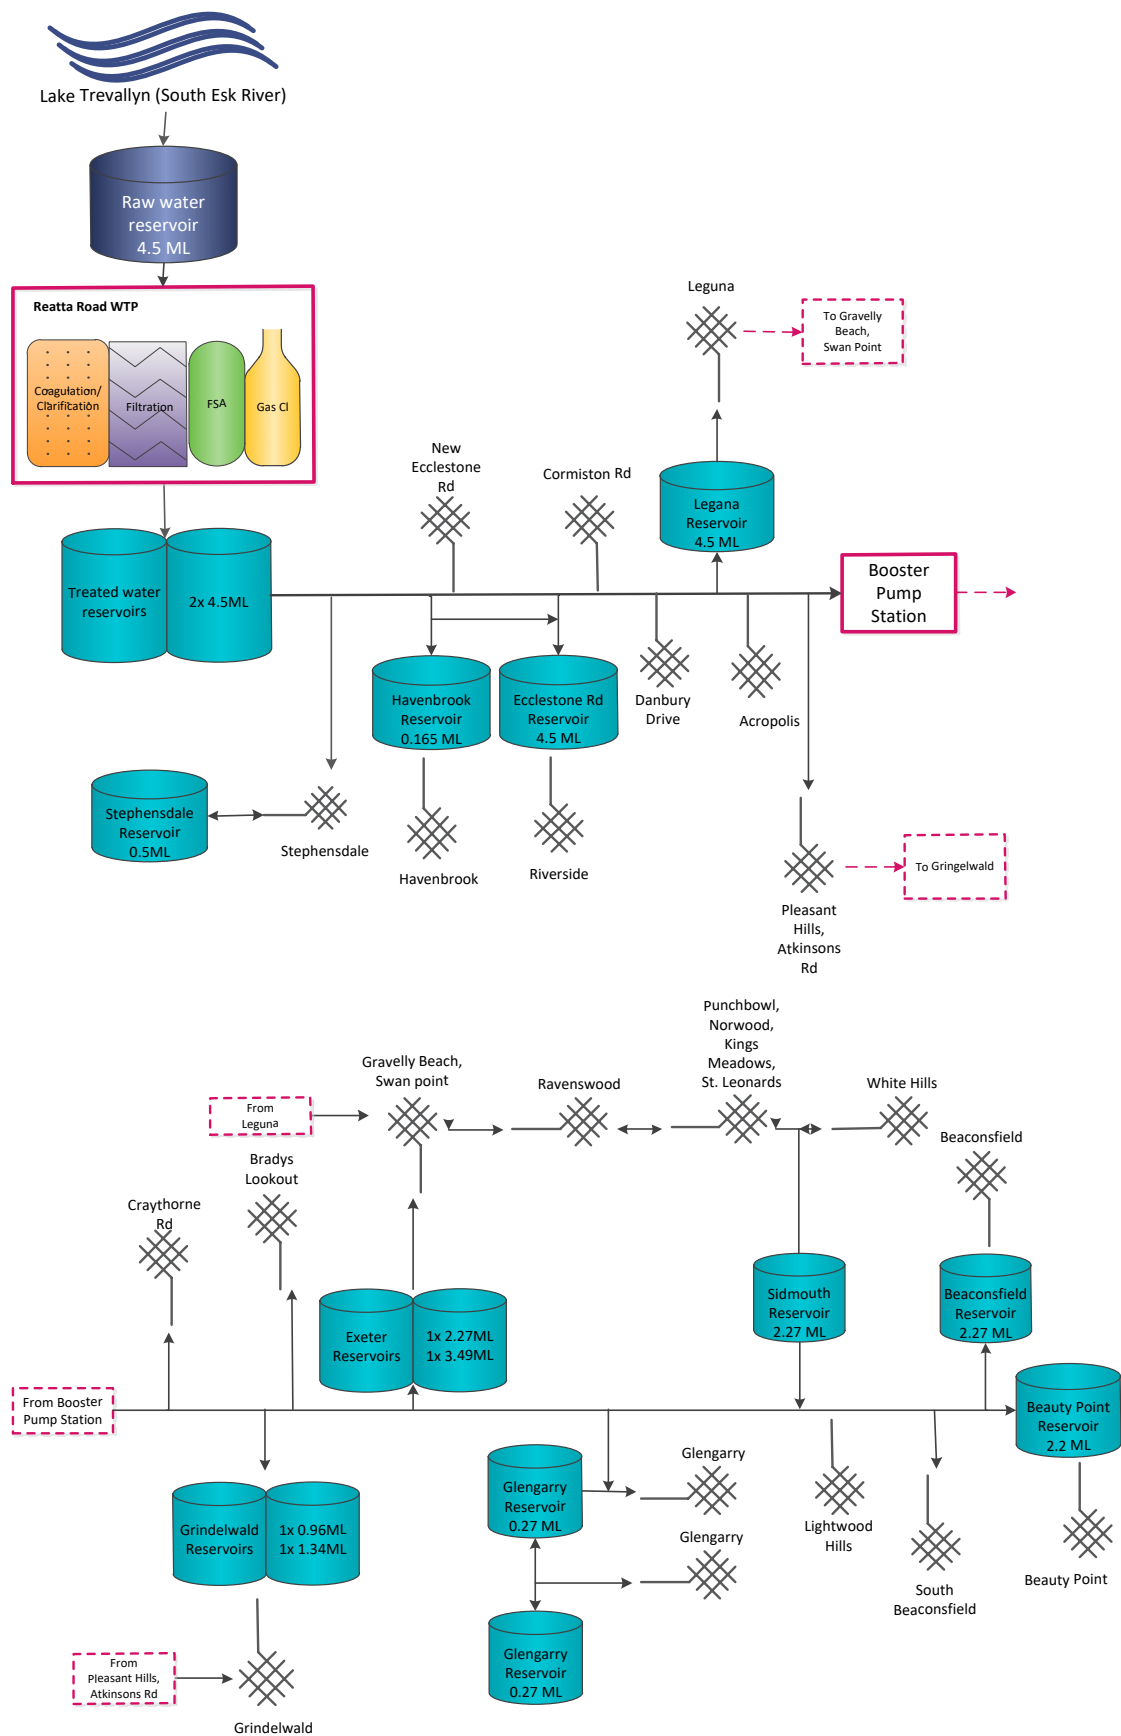 Lake Trevallyn (South Esk River)
Raw water
reservoir
4.5 ML
Reatta Road WTP
Coagulation/
Clarification
Filtration
FSA
Gas Cl
Leguna
To Gravelly
Beach,
Swan Point
New
Ecclestone
Rd
Cormiston Rd
Legana
Reservoir
4.5 ML
Treated water
reservoirs
2x 4.5ML
Booster
Pump
Station
Havenbrook
Reservoir
0.165 ML
Ecclestone Rd
Reservoir
4.5 ML
Danbury
Drive
Acropolis
Stephensdale
Reservoir
0.5ML
Stephensdale
Havenbrook
Riverside
To Gringelwald
Pleasant
Hills,
Atkinsons
Rd
Punchbowl,
Norwood,
Kings
Meadows,
St. Leonards
Gravelly Beach,
Swan point
Ravenswood
White Hills
From
Leguna
Beaconsfield
Bradys
Lookout
Craythorne
Rd
Exeter
Reservoirs
1x 2.27ML
1x 3.49ML
Sidmouth
Reservoir
2.27 ML
Beaconsfield
Reservoir
2.27 ML
From Booster
Pump Station
Beauty Point
Reservoir
2.2 ML
Glengarry
Reservoir
0.27 ML
Glengarry
Grindelwald
Reservoirs
1x 0.96ML
1x 1.34ML
Lightwood
Hills
Glengarry
South
Beaconsfield
Beauty Point
Glengarry
Reservoir
0.27 ML
From
Pleasant Hills,
Atkinsons Rd
Grindelwald